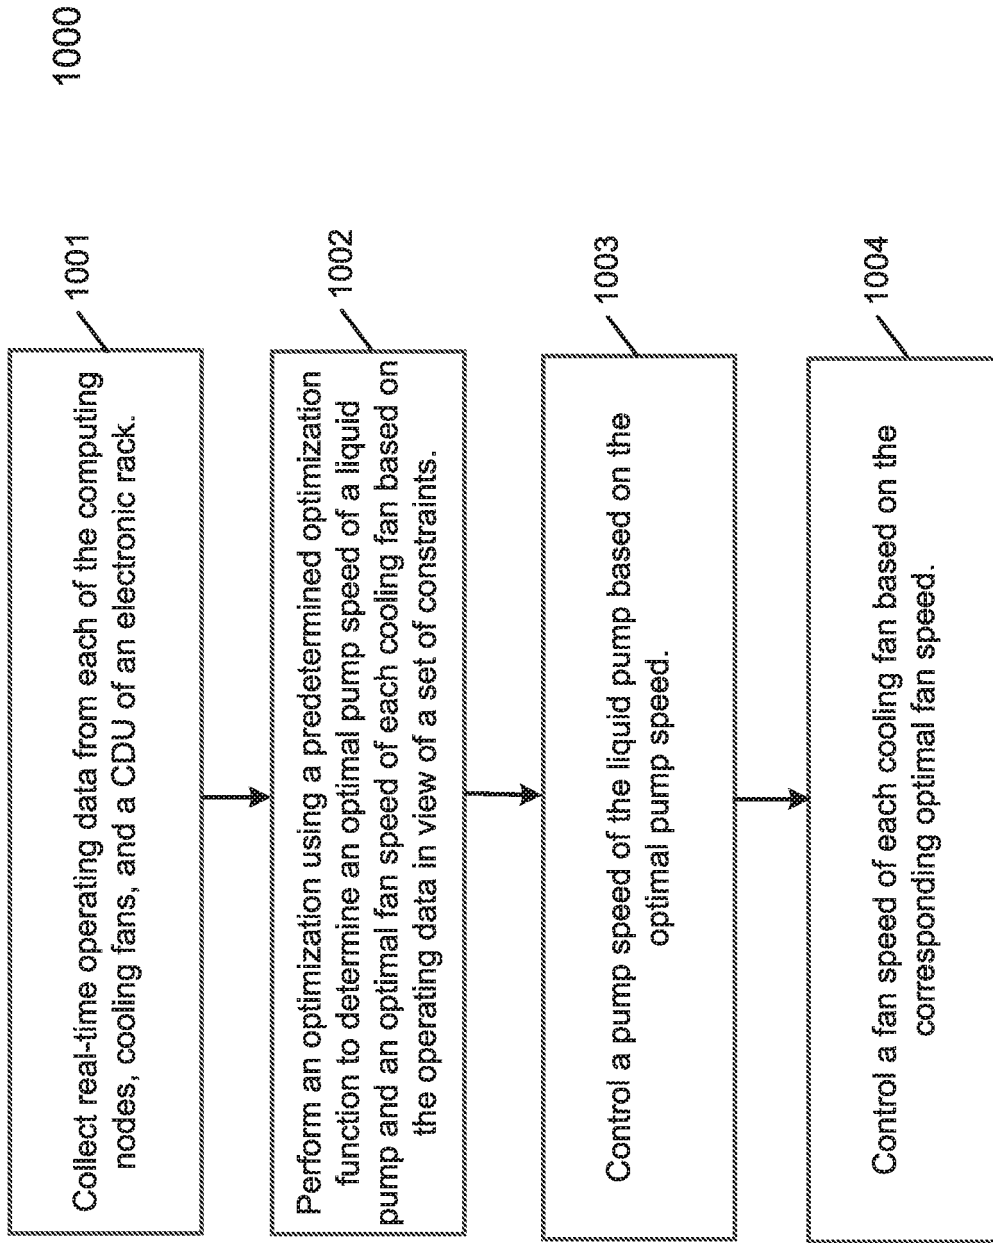 1000
Collect real-time operating data from each of the computing
nodes, cooling fans, and a CDU of an electronic rack.
1001
Perform an optimization using a predetermined optimization
function to determine an optimal pump speed of a liquid
pump and an optimal fan speed of each cooling fan based on
the operating data in view of a set of constraints.
1002
Control a pump speed of the liquid pump based on the
optimal pump speed.
1003
Control a fan speed of each cooling fan based on the
corresponding optimal fan speed.
1004